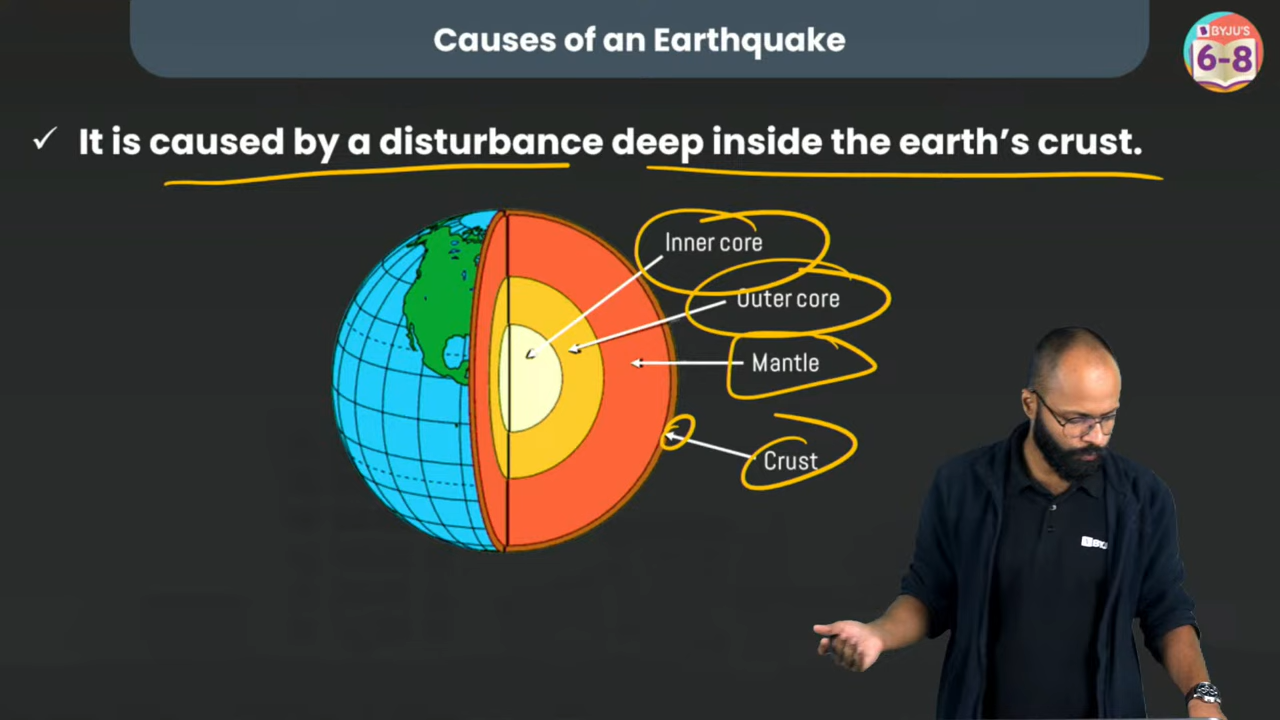 Causes of an Earthquake
BYJU'S
6-8
✓ It is caused by a disturbance deep inside the earth's crust.
Inner core
Outer core
Mantle
Crust
BYJ